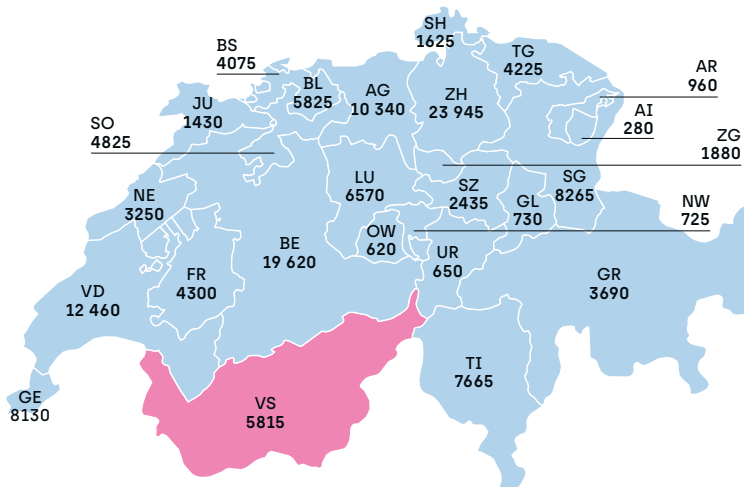 SH
1625
BS
4075
TG
4225
AR
960
BL
5825
AG
10 340
ZH
23 945
JU
1430
AI
280
SO
4825
ZG
1880
LU
6570
SZ
2435
GL
730
SG
8265
NE
3250
NW
725
OW
620
BE
19 620
UR
650
FR
4300
GR
3690
VD
12 460
TI
7665
GE
8130
VS
5815